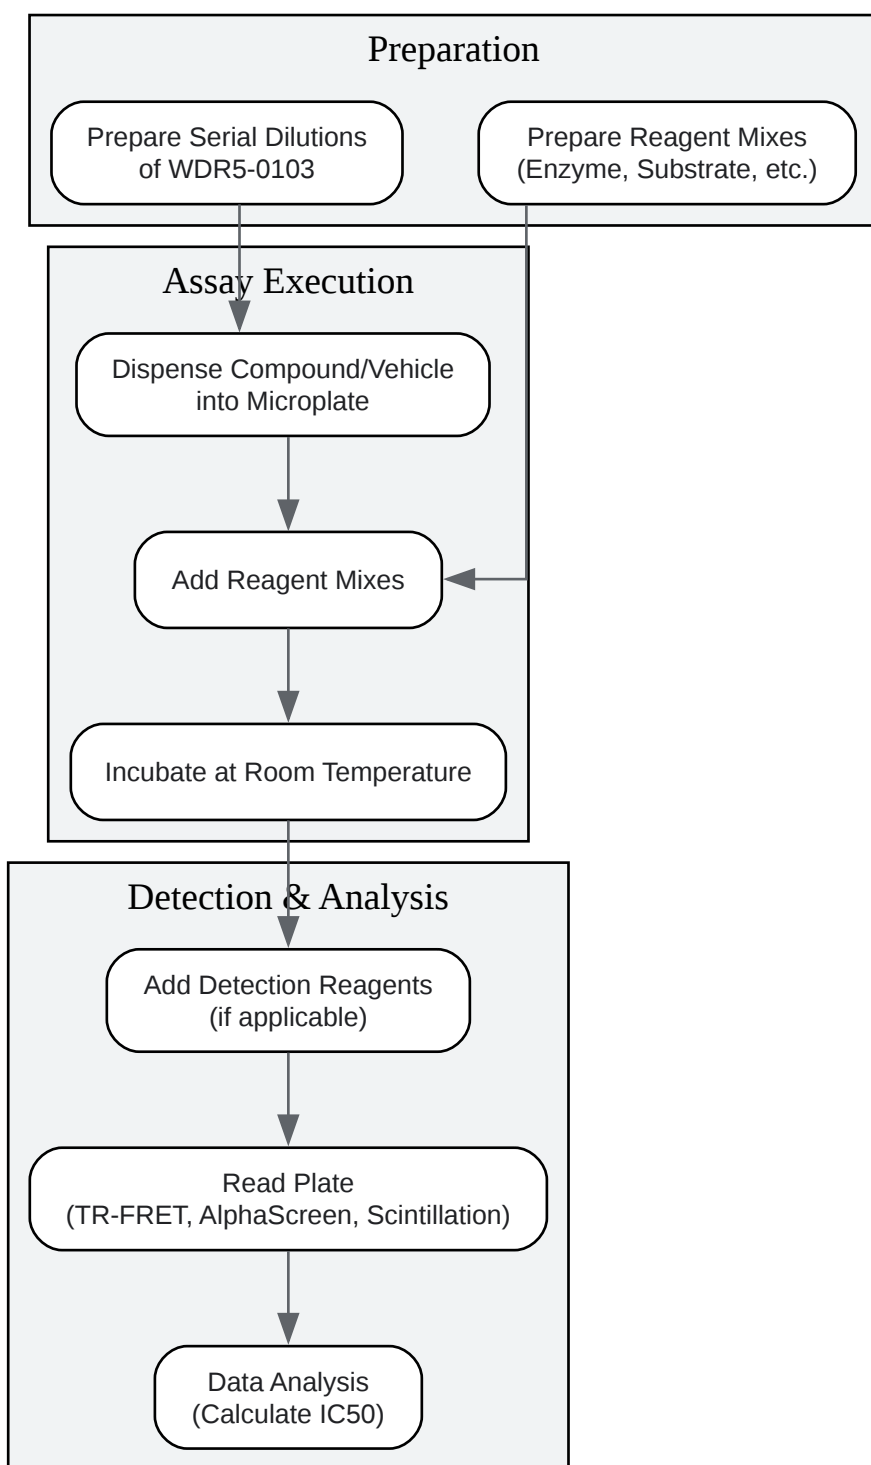 Preparation
Prepare Serial Dilutions
of WDR5-0103
Prepare Reagent Mixes
(Enzyme, Substrate, etc.)
Assay Execution
Dispense Compound/Vehicle
into Microplate
Add Reagent Mixes
Incubate at Room Temperature
Detection & Analysis
Add Detection Reagents
(if applicable)
Read Plate
(TR-FRET, AlphaScreen, Scintillation)
Data Analysis
(Calculate IC50)